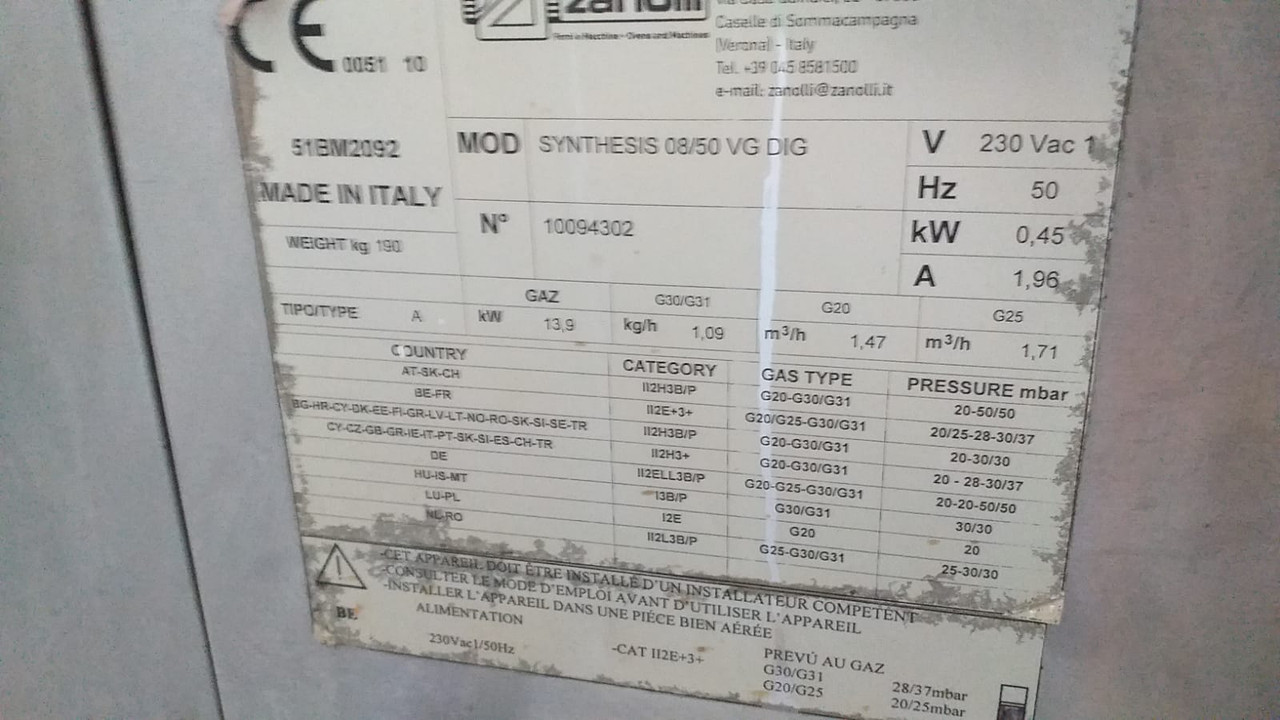 CE 0051 10
zanolli
Forni e Macchine - Ovens and Machines
Caselle di Sommacampagna
(Verona) - Italy
Tel. +39 045 8581500
e-mail: zanolli@zanolli.it
51BM2092
MADE IN ITALY
WEIGHT kg. 190
MOD SYNTHESIS 08/50 VG DIG
N° 10094302
V 230 Vac 1
Hz 50
kW 0,45
A 1,96
TIPO/TYPE A
GAZ G30/G31 G20 G25
kW 13,9 kg/h 1,09 m³/h 1,47 m³/h 1,71
COUNTRY CATEGORY GAS TYPE PRESSURE mbar
AT-SK-CH II2H3B/P G20-G30/G31 20-50/50
BE-FR II2E+3+ G20/G25-G30/G31 20/25-28-30/37
BG-HR-CY-DK-EE-FI-GR-LV-LT-NO-RO-SK-SI-SE-TR II2H3B/P G20-G30/G31 20-30/30
CY-CZ-GB-GR-IE-IT-PT-SK-SI-ES-CH-TR II2H3+ G20-G30/G31 20 - 28-30/37
DE II2ELL3B/P G20-G25-G30/G31 20-20-50/50
HU-IS-MT I3B/P G30/G31 30/30
LU-PL I2E G20 20
NL-RO II2L3B/P G25-G30/G31 25-30/30
-CET APPAREIL DOIT ÊTRE INSTALLÉ D'UN INSTALLATEUR COMPETENT
-CONSULTER LE MODE D'EMPLOI AVANT D'UTILISER L'APPAREIL
-INSTALLER L'APPAREIL DANS UNE PIÉCE BIEN AÉRÉE
BE ALIMENTATION
230Vac1/50Hz -CAT II2E+3+ PREVÚ AU GAZ
G30/G31 28/37mbar
G20/G25 20/25mbar